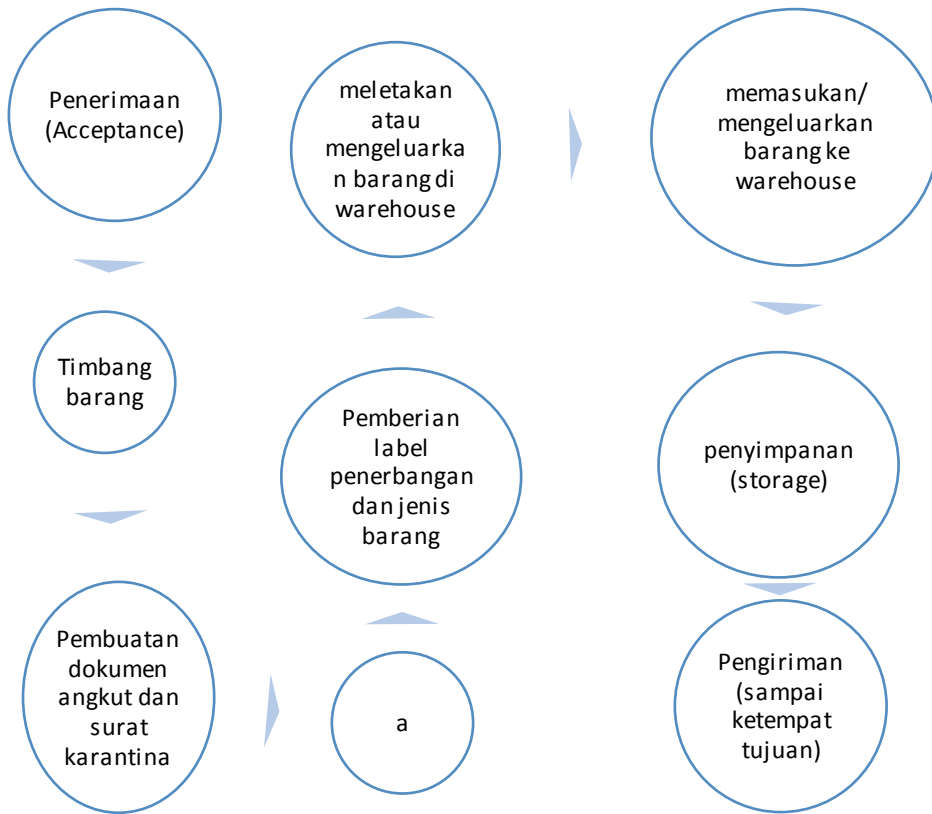 Penerimaan
(Acceptance)
Timbang
barang
Pembuatan
dokumen
angkut dan
surat
karantina
a
Pemberian
label
penerbangan
dan jenis
barang
meletakan
atau
mengeluarka
n barang di
warehouse
memasukan/
mengeluarkan
barang ke
warehouse
penyimpanan
(storage)
Pengiriman
(sampai
ketempat
tujuan)